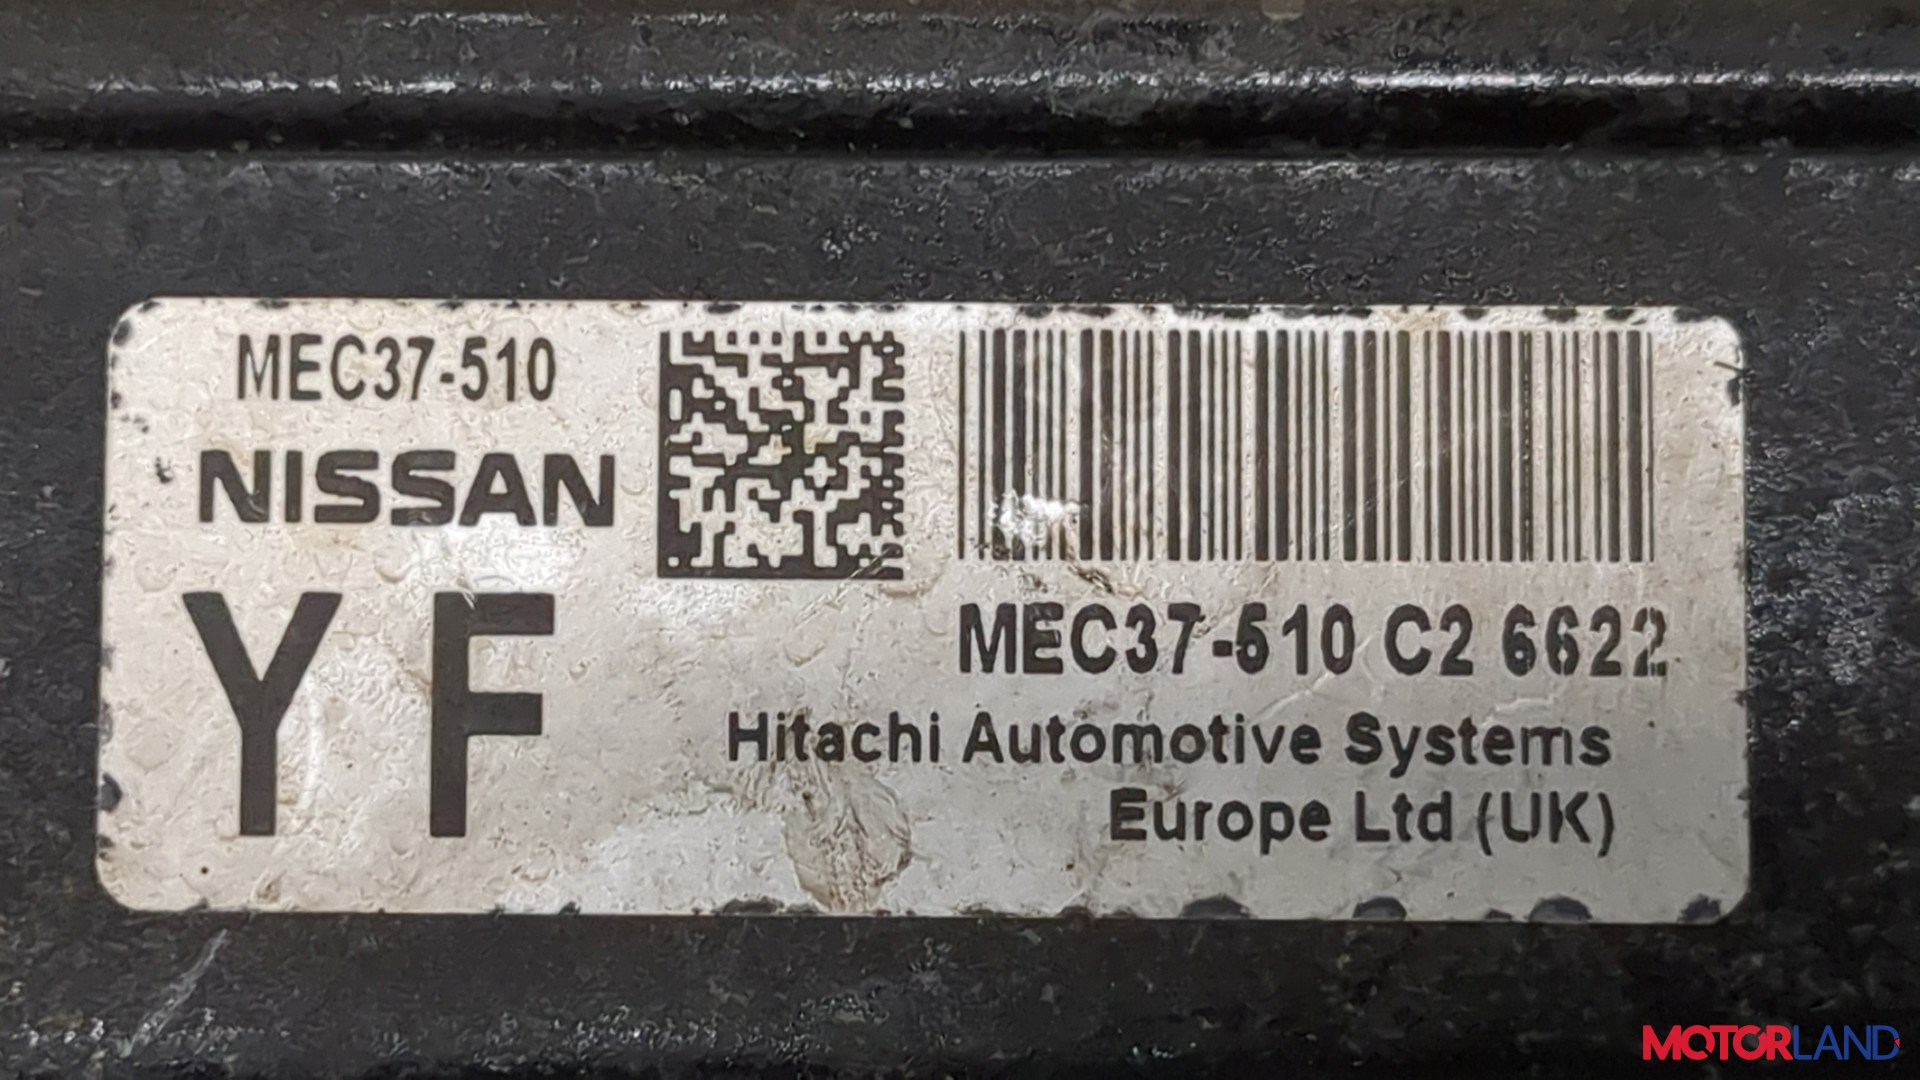 MEC37-510
NISSAN
YF
MEC37-510 C2 6622
Hitachi Automotive Systems
Europe Ltd (UK)
MOTORLAND